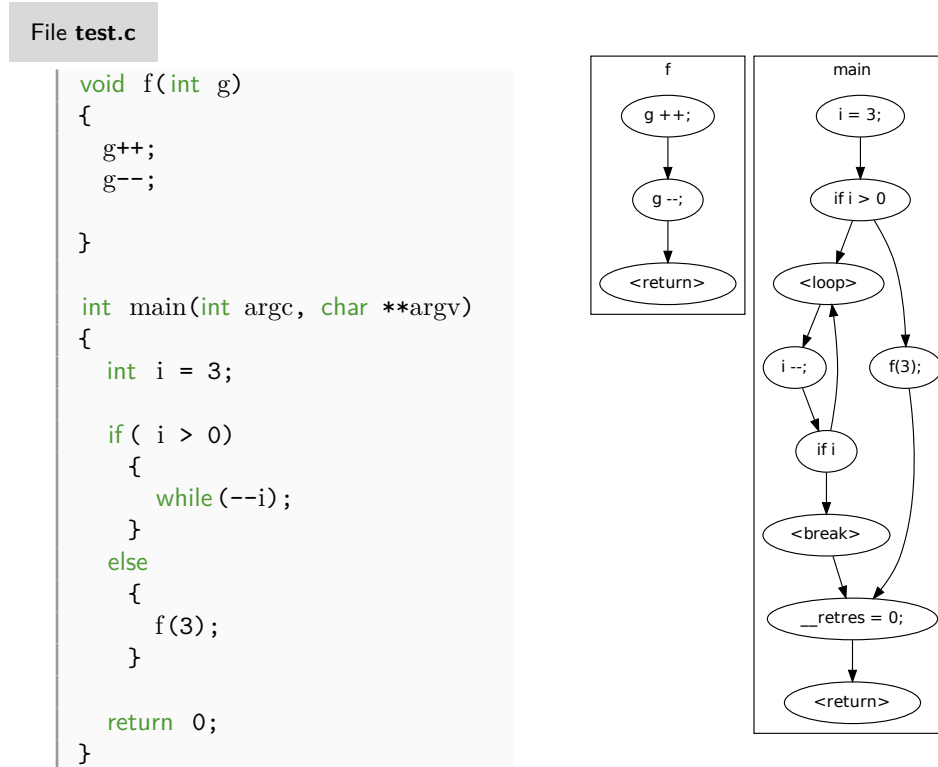 File test.c
void f(int g)
{
g++;
g--;
}
int main(int argc, char **argv)
{
int i = 3;
if ( i > 0)
{
while (--i);
}
else
{
f(3);
}
return 0;
}
f
g ++;
g --;
<return>
main
i = 3;
if i > 0
<loop>
i --;
f(3);
if i
<break>
__retres = 0;
<return>